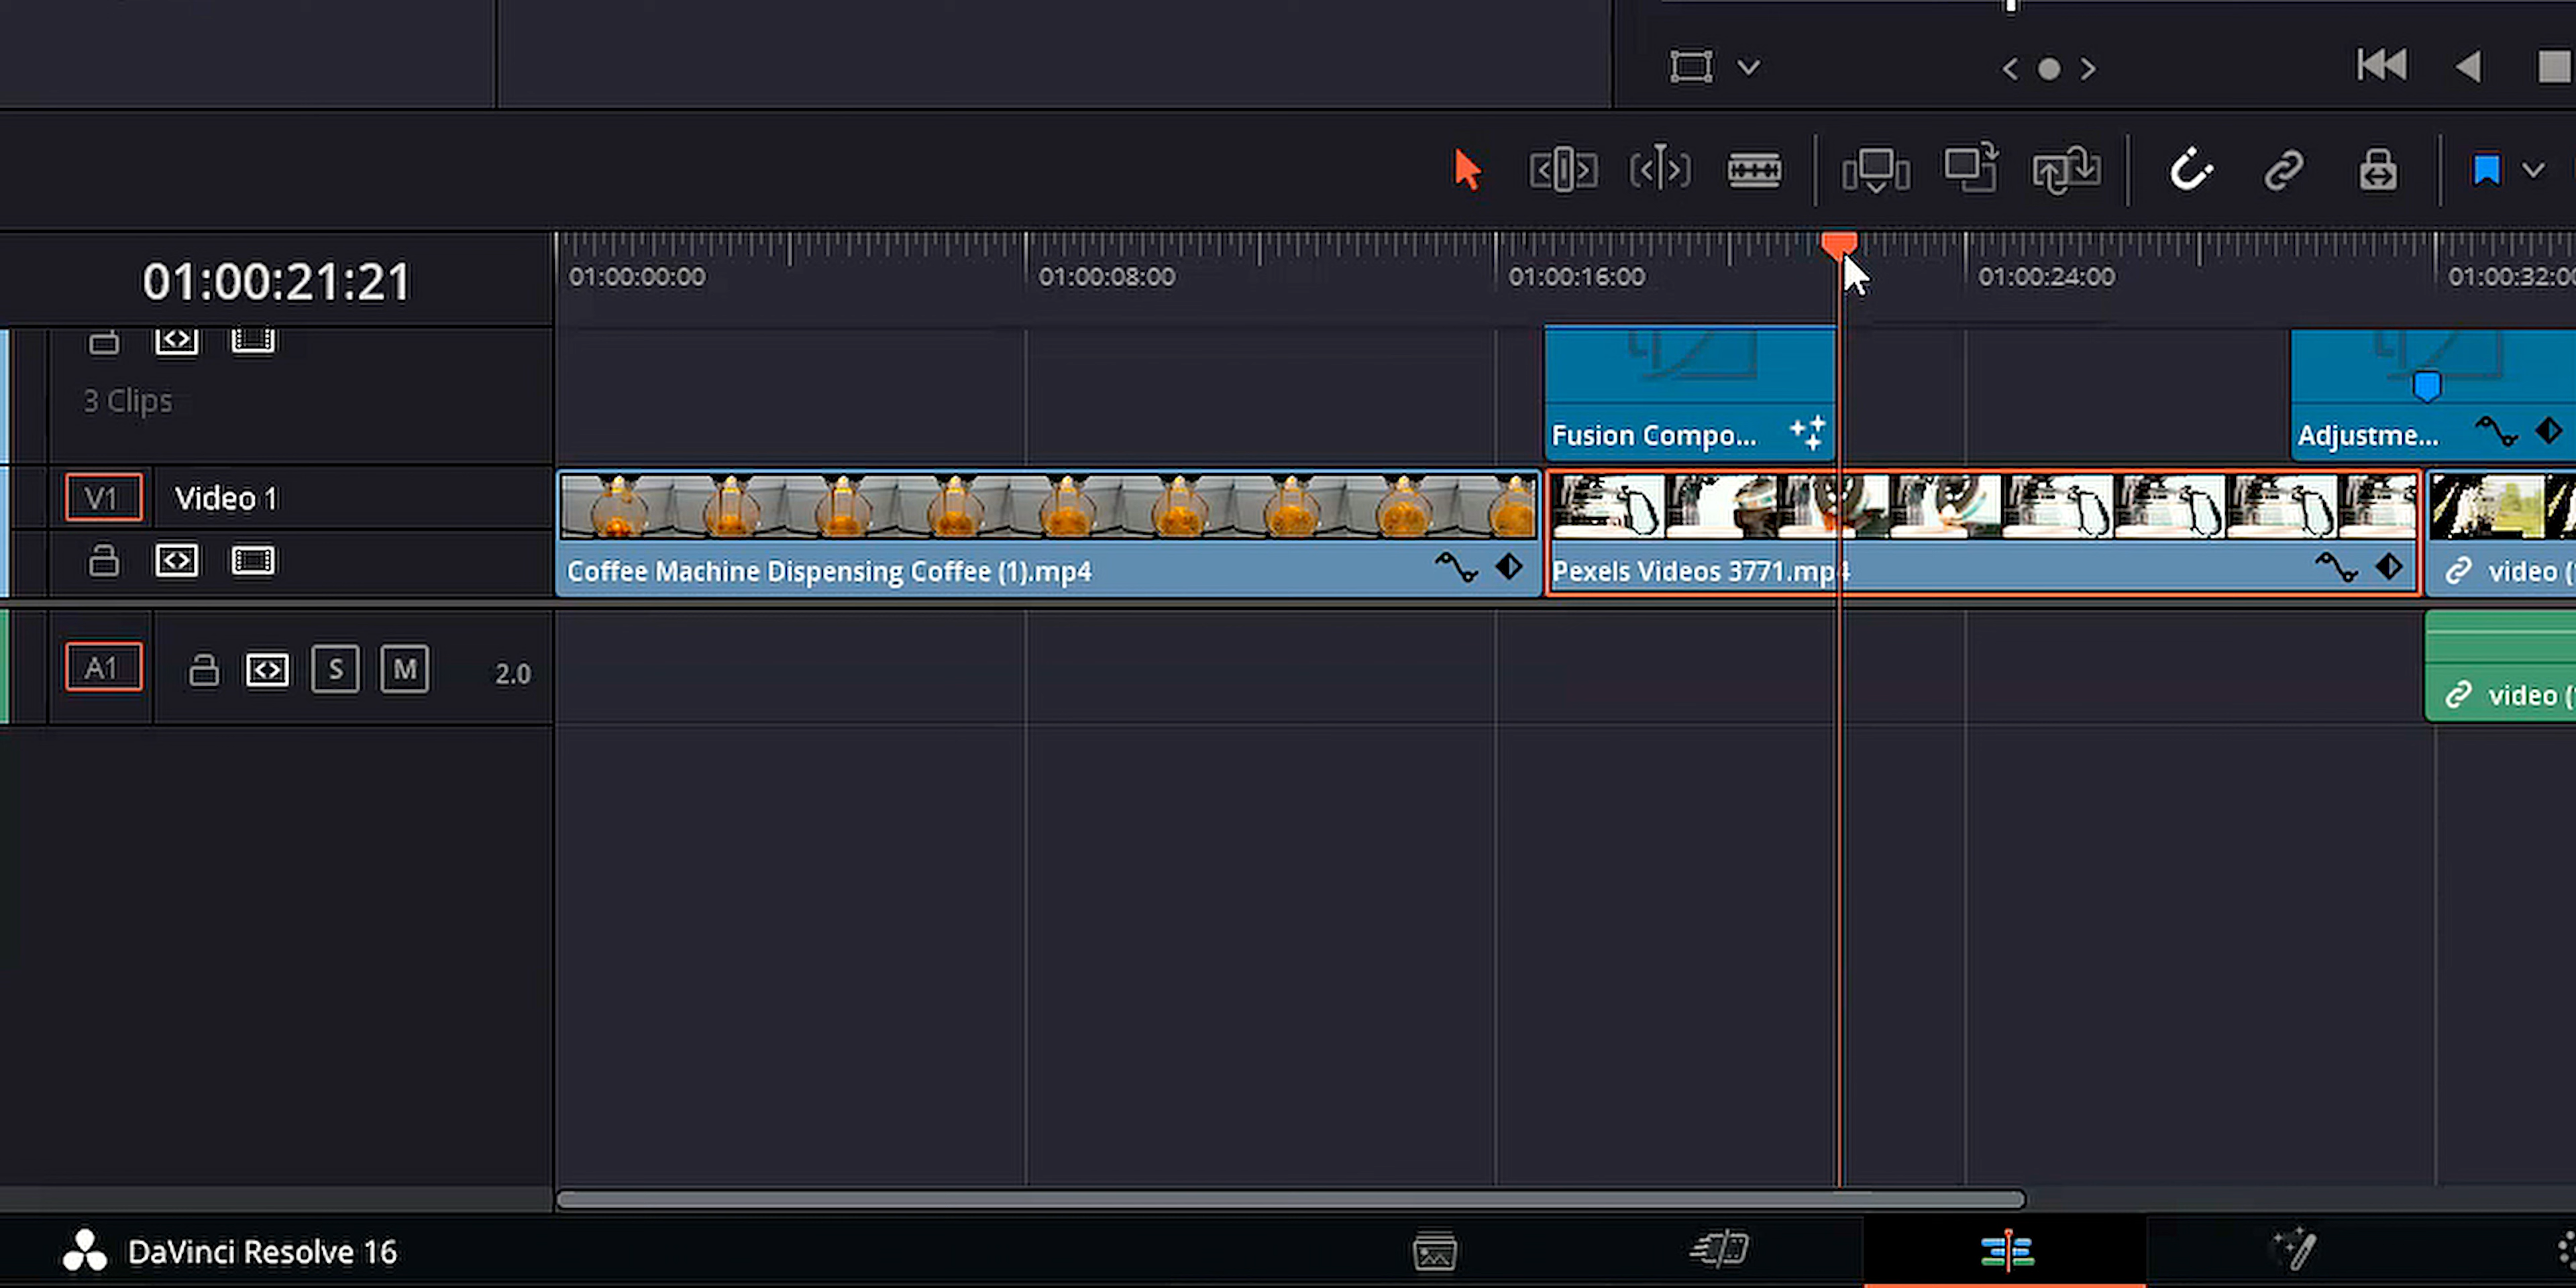 01:00:21:21
01:00:00:00
01:00:08:00
01:00:16:00
01:00:24:00
01:00:32:0
3 Clips
Fusion Compo...
Adjustme...
V1
Video 1
Coffee Machine Dispensing Coffee (1).mp4
Pexels Videos 3771.mp4
video (
A1
S
M
2.0
video (
DaVinci Resolve 16